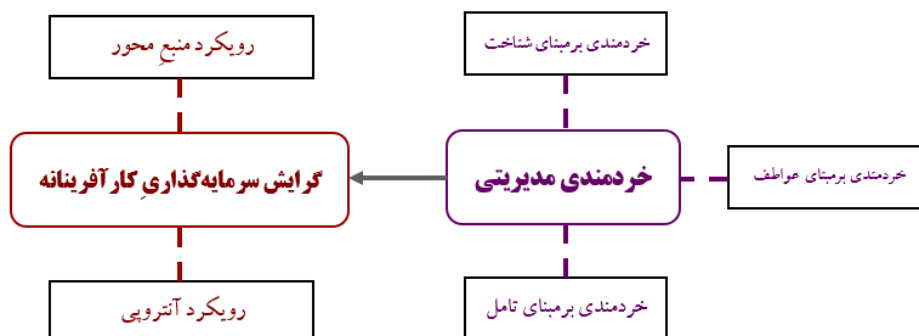 خردمندی برمبنای شناخت
رویکرد منبعِ محور
خردمندی برمبنای عواطف
خردمندی مدیریتی
گرایش سرمایه‌گذاریِ کارآفرینانه
خردمندی برمبنای تامل
رویکرد آنتروپی